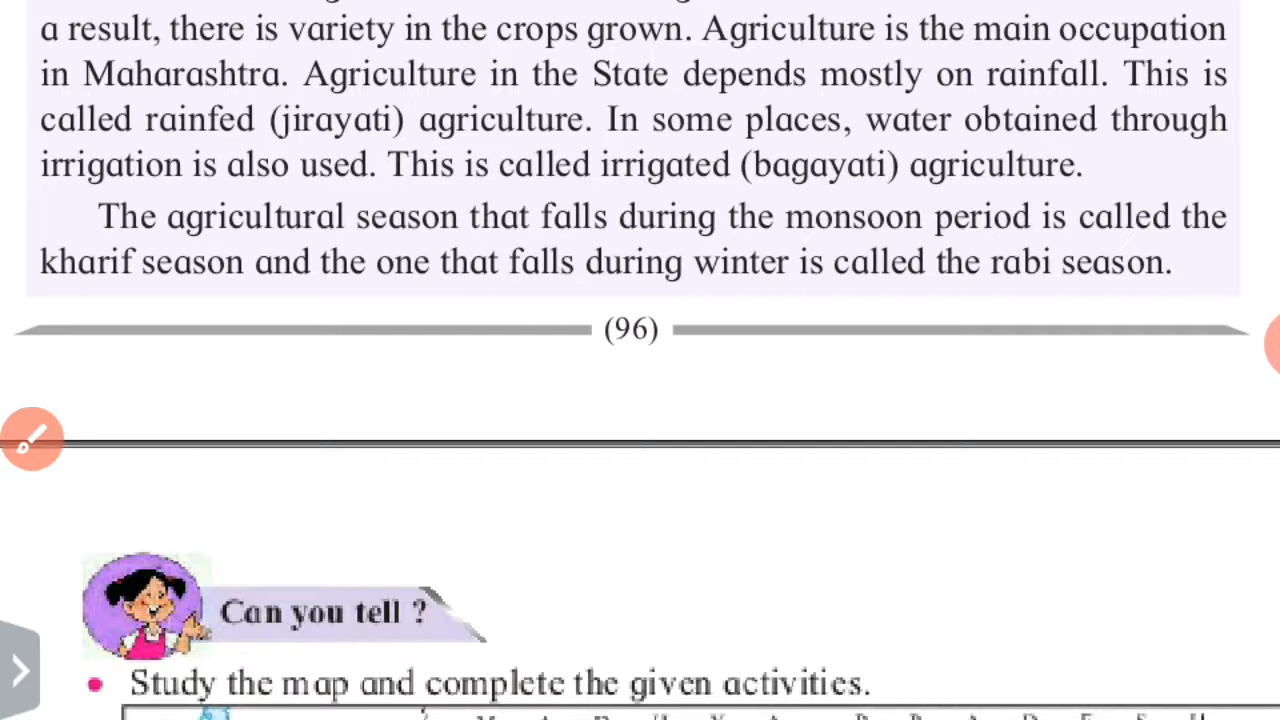 a result, there is variety in the crops grown. Agriculture is the main occupation
in Maharashtra. Agriculture in the State depends mostly on rainfall. This is
called rainfed (jirayati) agriculture. In some places, water obtained through
irrigation is also used. This is called irrigated (bagayati) agriculture.
The agricultural season that falls during the monsoon period is called the
kharif season and the one that falls during winter is called the rabi season.
(96)
Can you tell ?
• Study the map and complete the given activities.